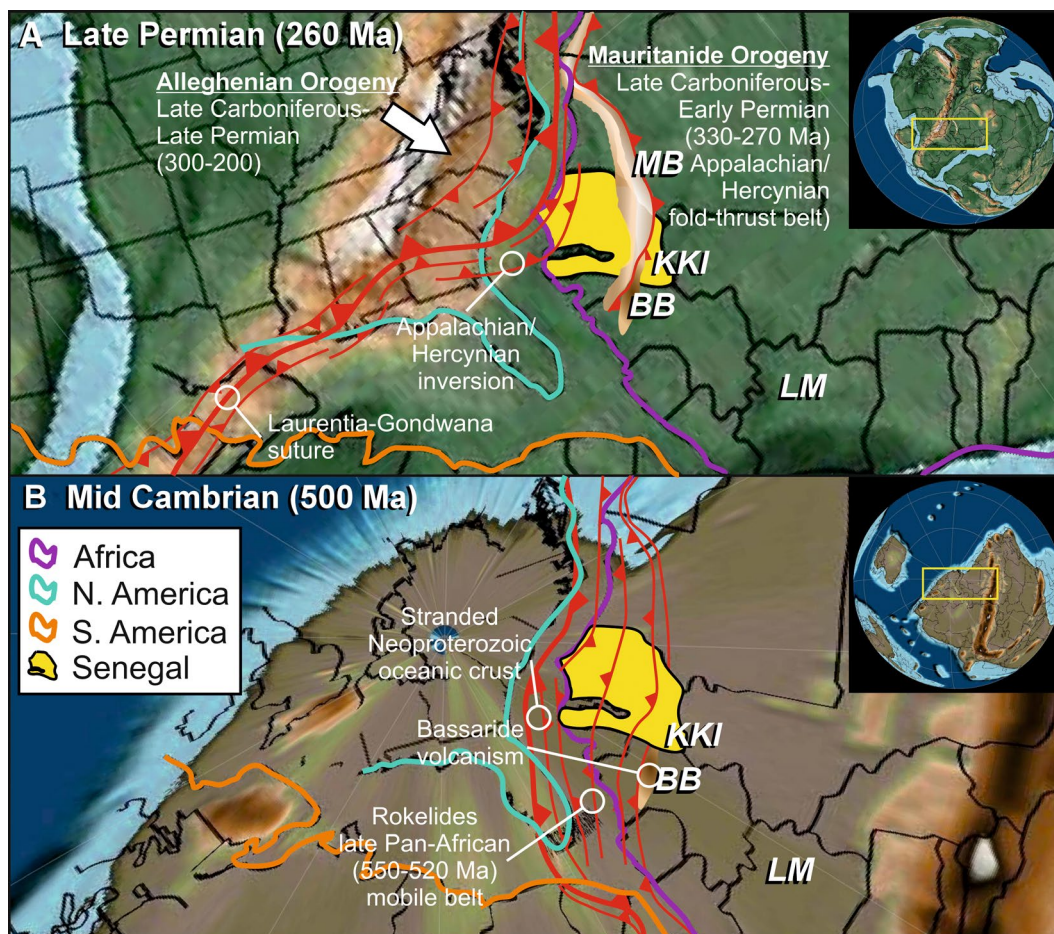 A Late Permian (260 Ma)
Alleghenian Orogeny
Late Carboniferous-
Late Permian
(300-200)
Mauritanide Orogeny
Late Carboniferous-
Early Permian
(330-270 Ma)
Appalachian/
Hercynian
fold-thrust belt)
MB
KKI
BB
LM
Appalachian/
Hercynian
inversion
Laurentia-Gondwana
suture
B Mid Cambrian (500 Ma)
Africa
N. America
S. America
Senegal
Stranded
Neoproterozoic
oceanic crust
Bassaride
volcanism
KKI
BB
Rokelides
late Pan-African
(550-520 Ma)
mobile belt
LM